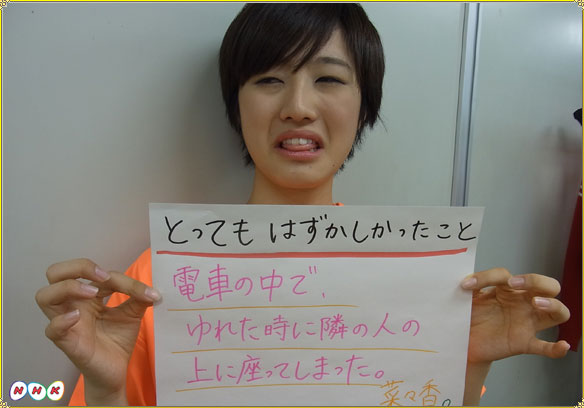 とっても はずかしかったこと
電車の中で、
ゆれた時に隣の人の
上に座ってしまった。
菜々香。
NHK